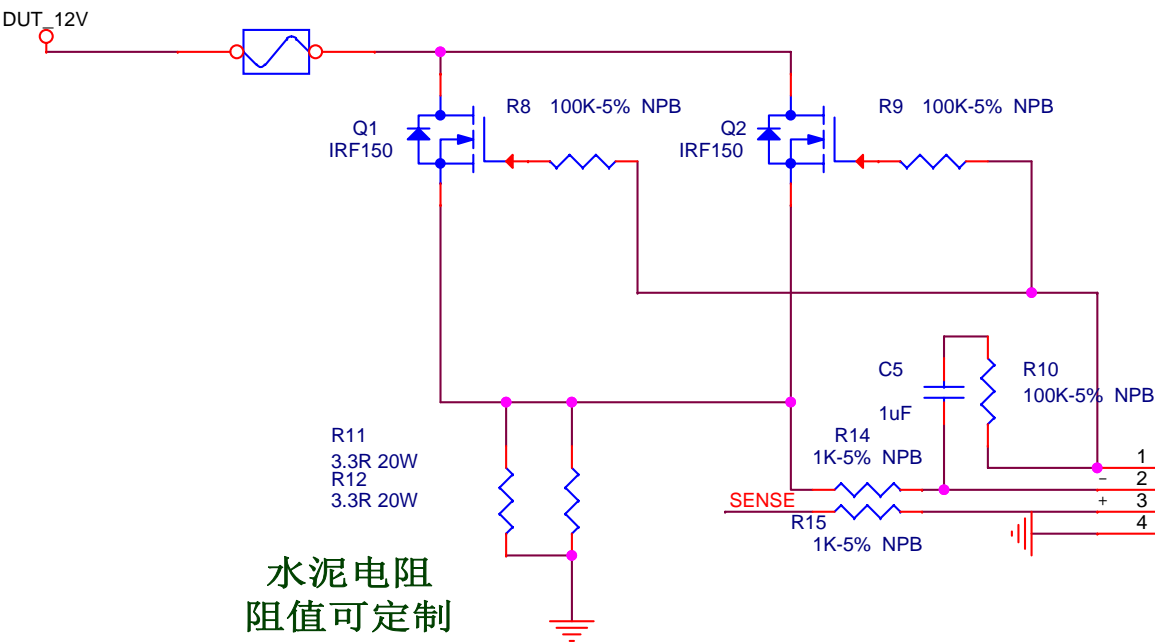 DUT_12V
R8 100K-5% NPB
R9 100K-5% NPB
Q1
IRF150
Q2
IRF150
C5
1uF
R10
100K-5% NPB
R11
3.3R 20W
R12
3.3R 20W
R14
1K-5% NPB
SENSE
R15
1K-5% NPB
1
- 2
+ 3
4
水泥电阻
阻值可定制